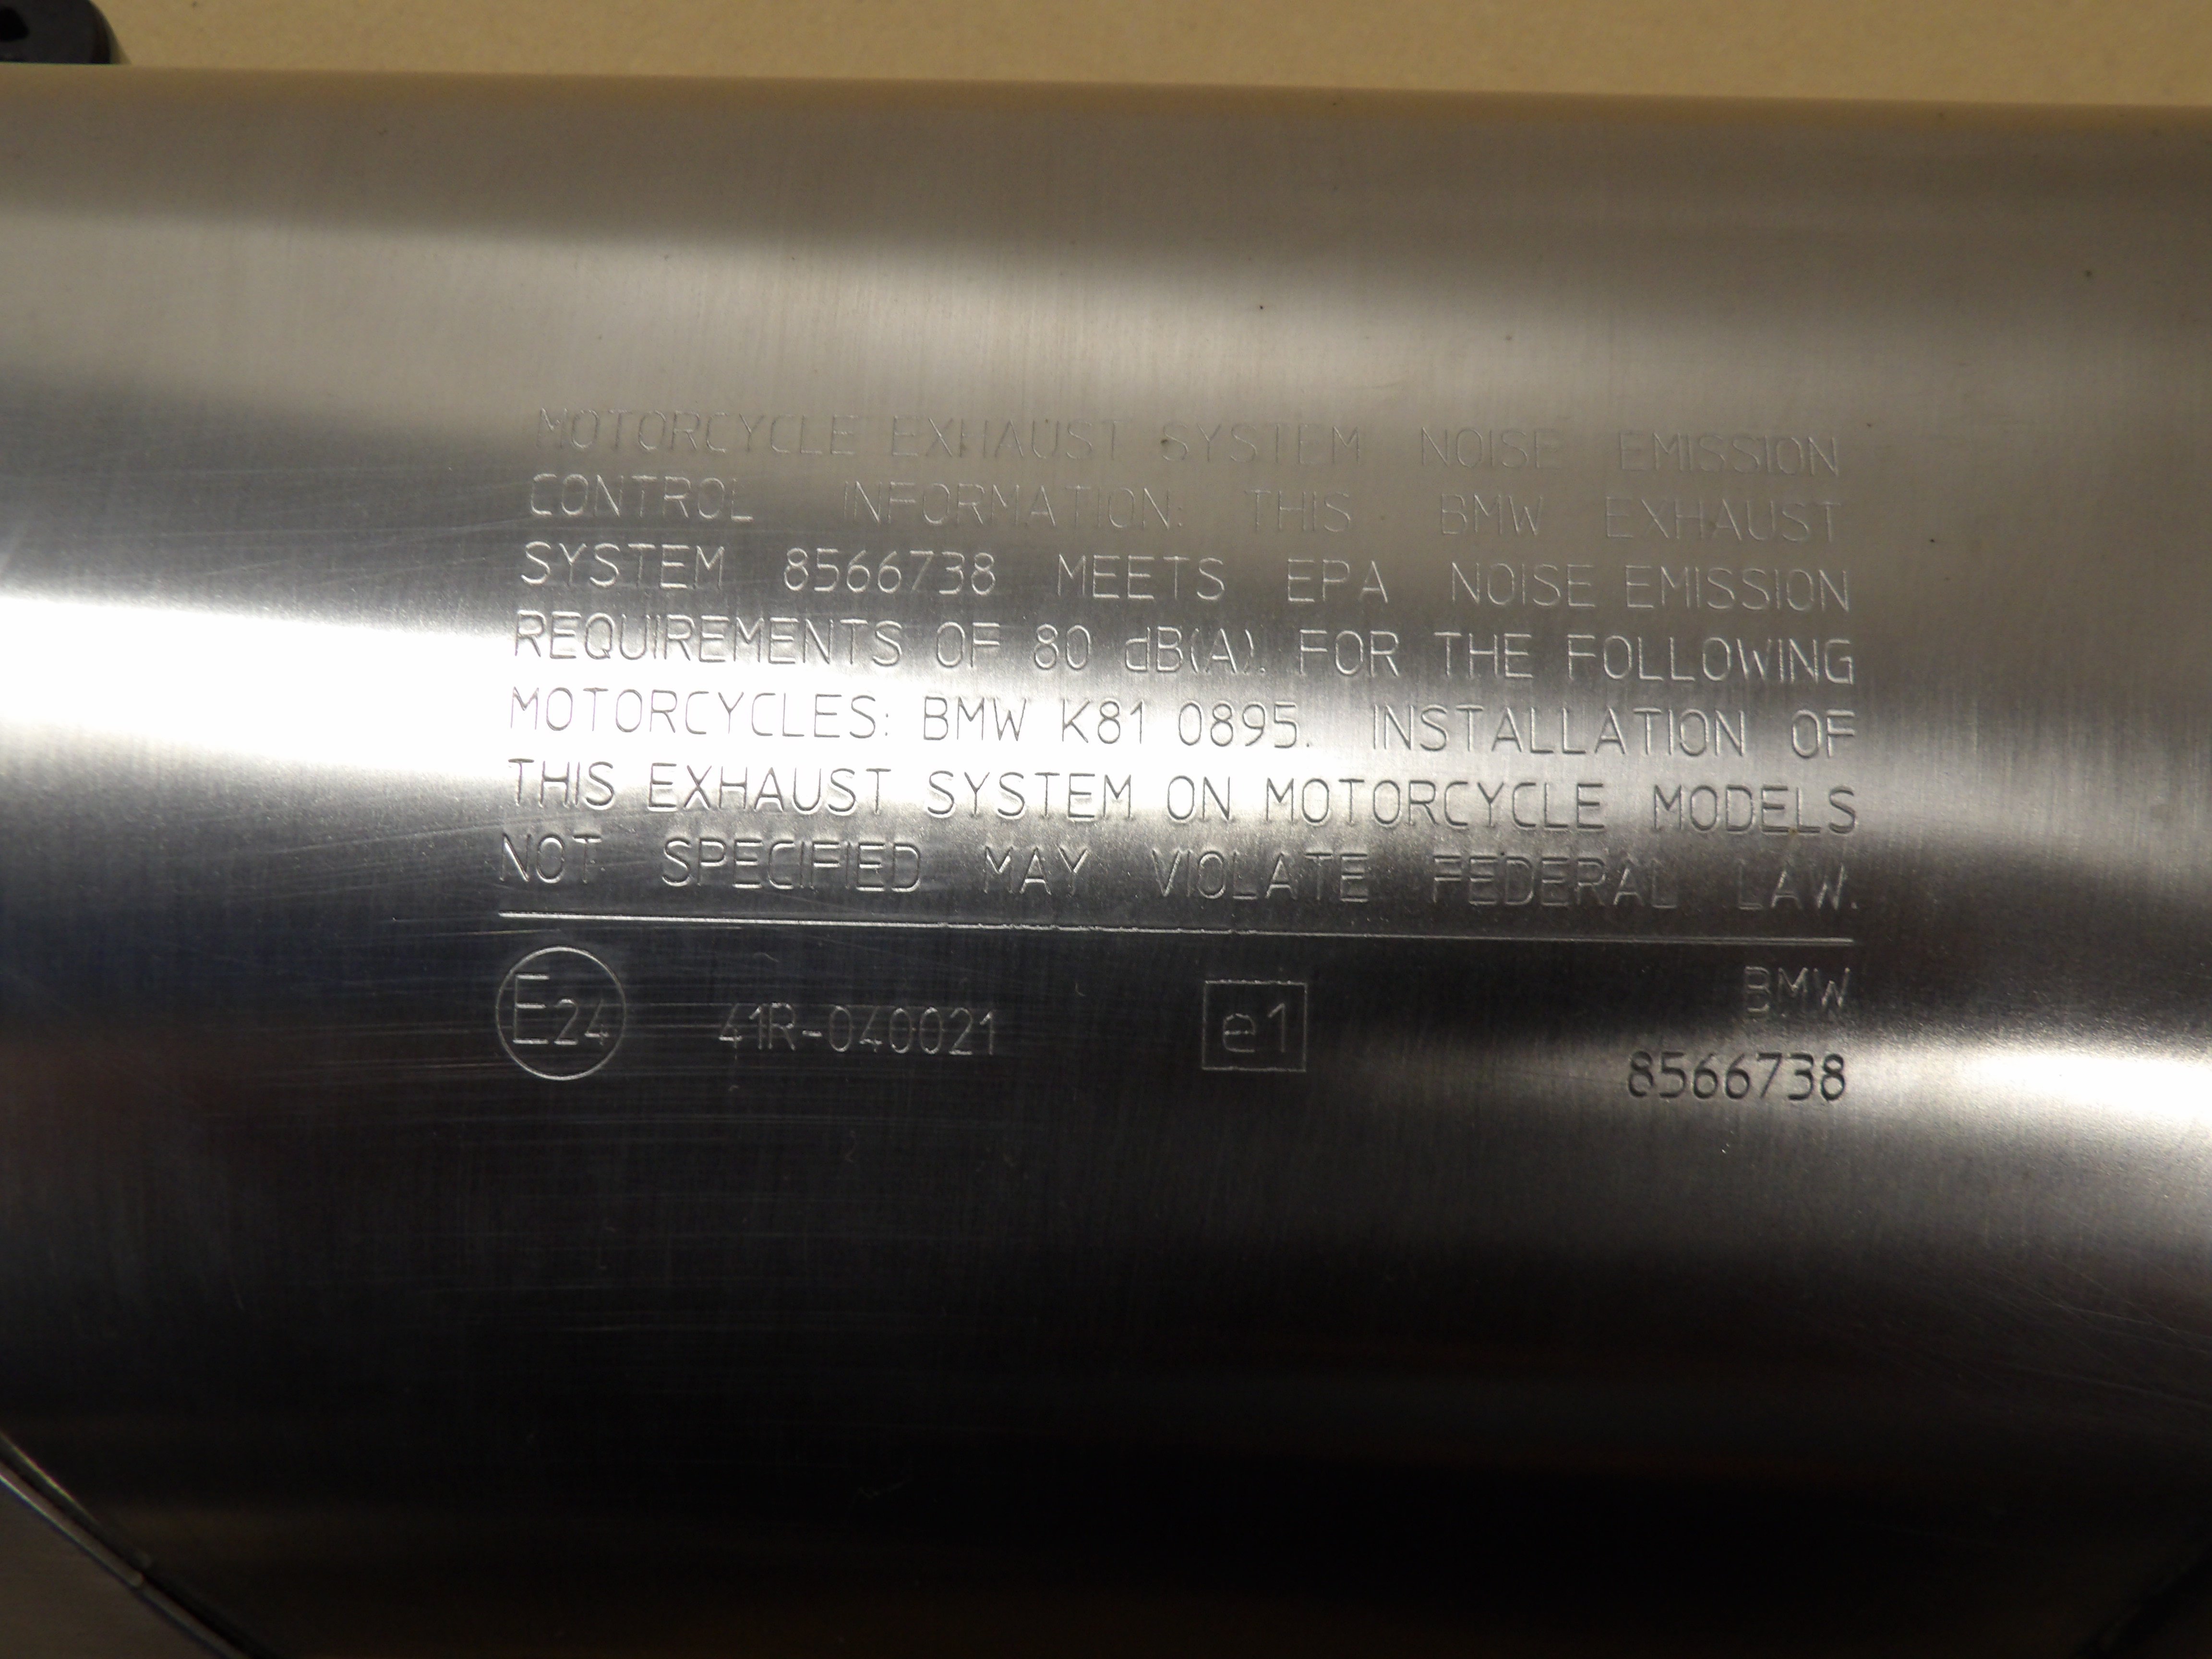 MOTORCYCLE EXHAUST SYSTEM NOISE EMISSION
CONTROL INFORMATION: THIS BMW EXHAUST
SYSTEM 8566738 MEETS EPA NOISE EMISSION
REQUIREMENTS OF 80 dB(A). FOR THE FOLLOWING
MOTORCYCLES: BMW K81 0895. INSTALLATION OF
THIS EXHAUST SYSTEM ON MOTORCYCLE MODELS
NOT SPECIFIED MAY VIOLATE FEDERAL LAW.
E24 41R-040021 e1 BMW
8566738